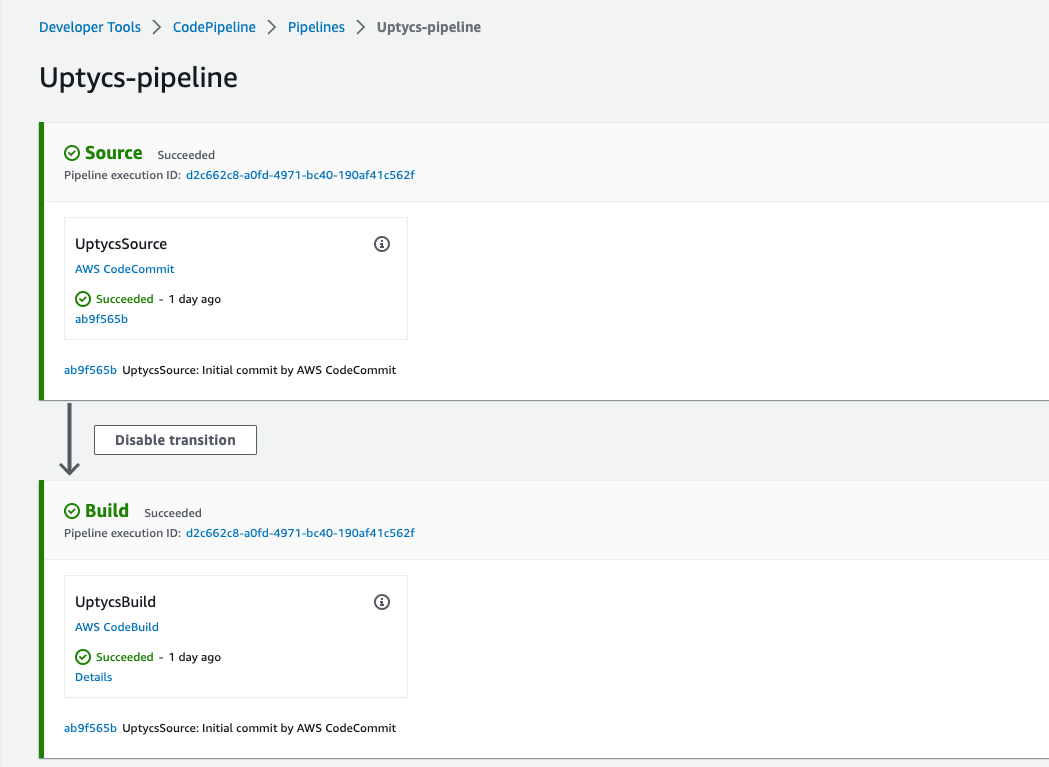 Developer Tools > CodePipeline > Pipelines > Uptycs-pipeline
Uptycs-pipeline
Source Succeeded
Pipeline execution ID: d2c662c8-a0fd-4971-bc40-190af41c562f
UptycsSource
AWS CodeCommit
Succeeded - 1 day ago
ab9f565b
ab9f565b UptycsSource: Initial commit by AWS CodeCommit
Disable transition
Build Succeeded
Pipeline execution ID: d2c662c8-a0fd-4971-bc40-190af41c562f
UptycsBuild
AWS CodeBuild
Succeeded - 1 day ago
Details
ab9f565b UptycsSource: Initial commit by AWS CodeCommit